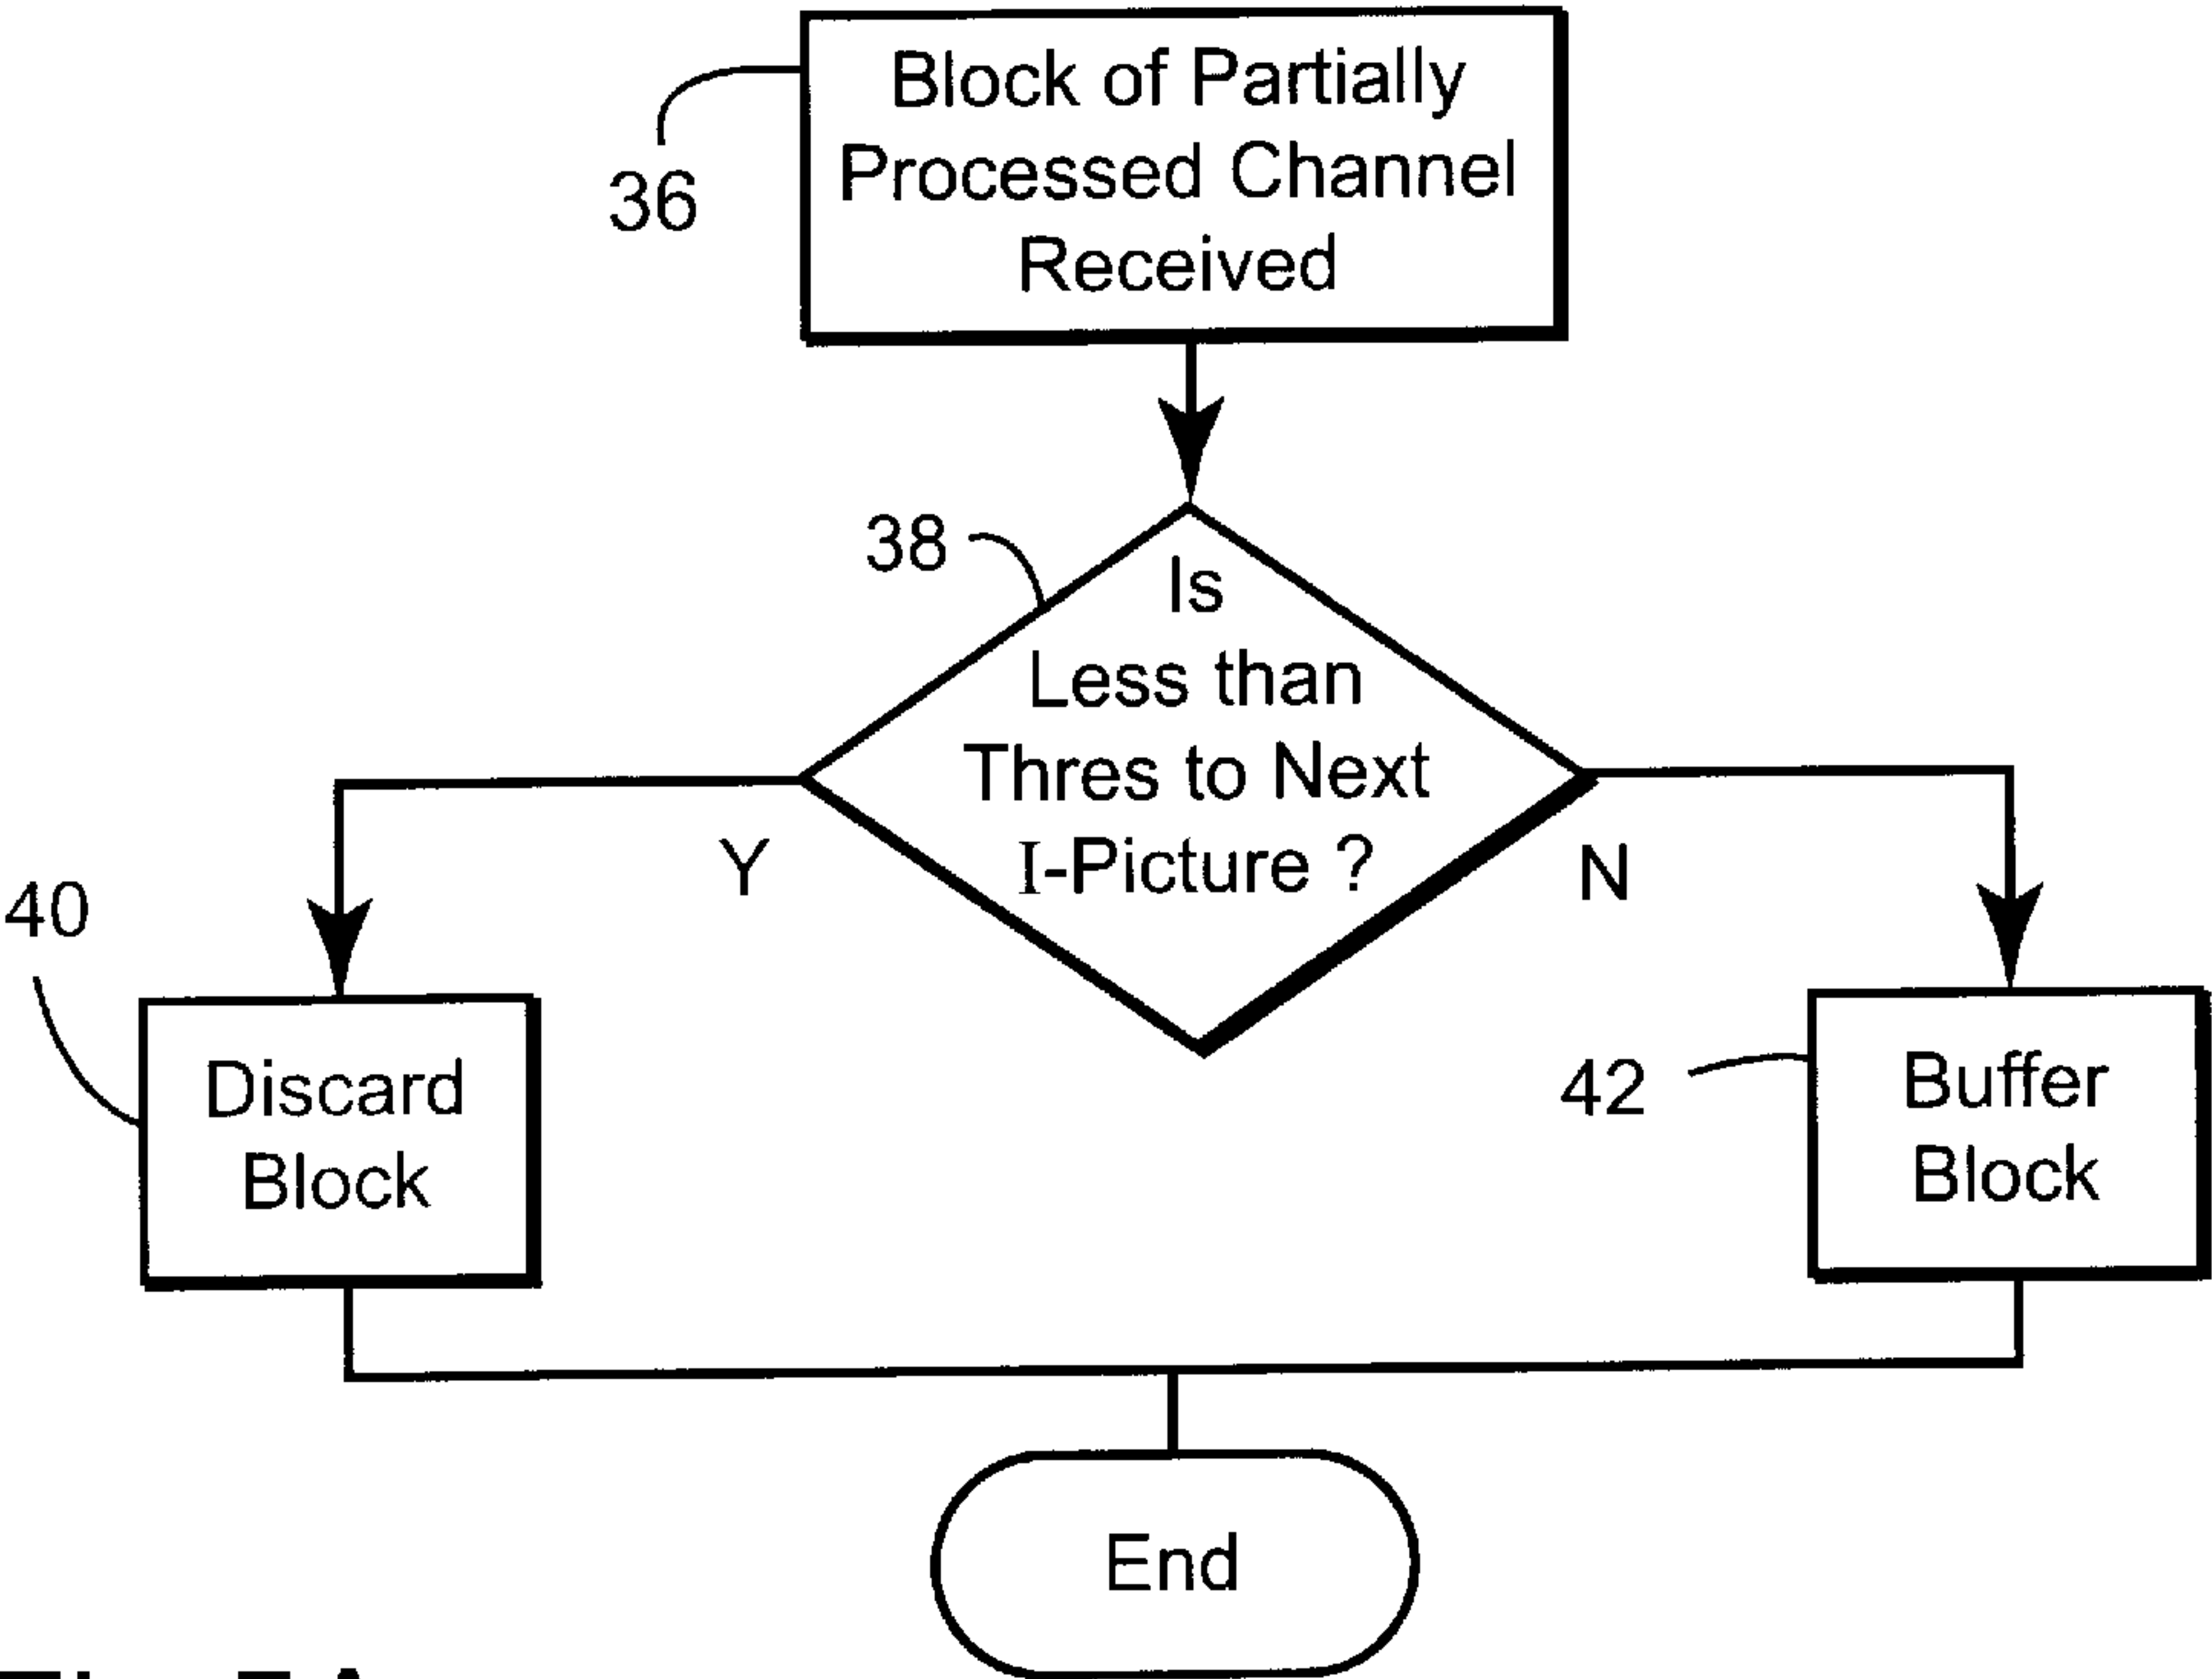 Block of Partially
Processed Channel
Received
36
38
Is
Less than
Thres to Next
I-Picture ?
Y
N
40
Discard
Block
42
Buffer
Block
End